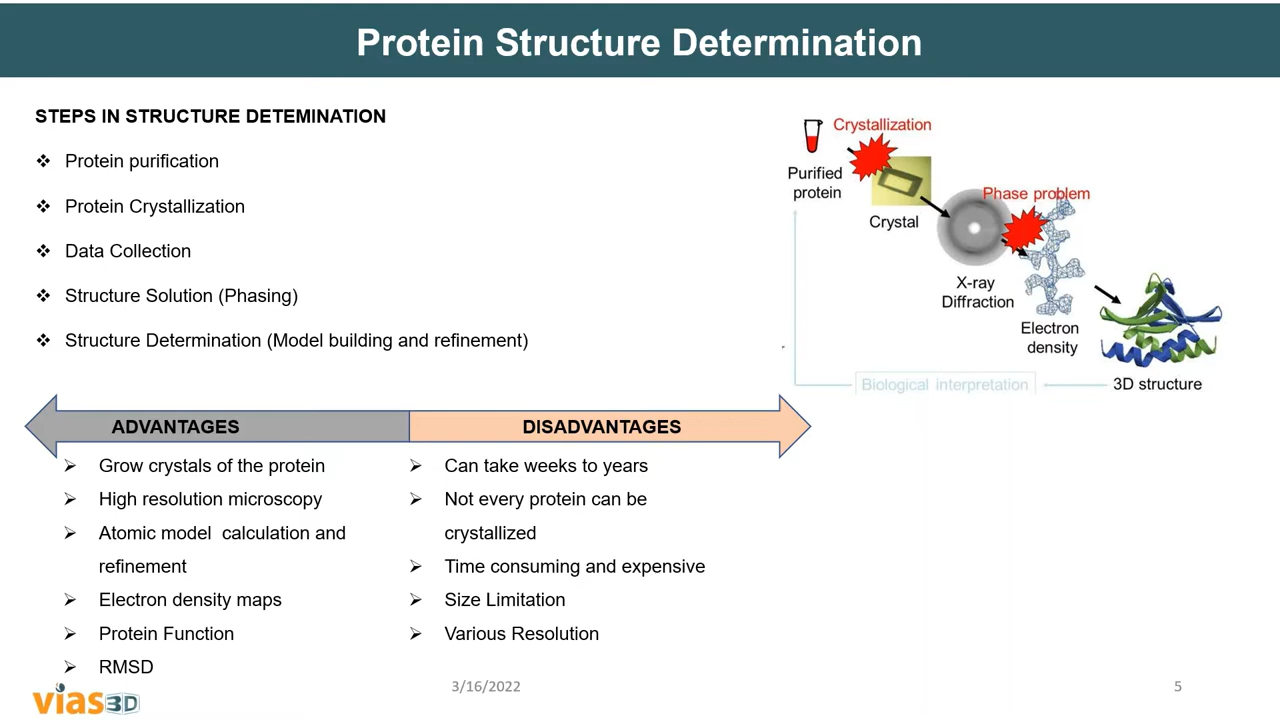 Protein Structure Determination
STEPS IN STRUCTURE DETEMINATION
❖ Protein purification
❖ Protein Crystallization
❖ Data Collection
❖ Structure Solution (Phasing)
❖ Structure Determination (Model building and refinement)
Crystallization
Purified
protein
Crystal
Phase problem
X-ray
Diffraction
Electron
density
3D structure
Biological interpretation
ADVANTAGES
➢ Grow crystals of the protein
➢ High resolution microscopy
➢ Atomic model calculation and
refinement
➢ Electron density maps
➢ Protein Function
➢ RMSD
DISADVANTAGES
➢ Can take weeks to years
➢ Not every protein can be
crystallized
➢ Time consuming and expensive
➢ Size Limitation
➢ Various Resolution
vias3D
3/16/2022
5